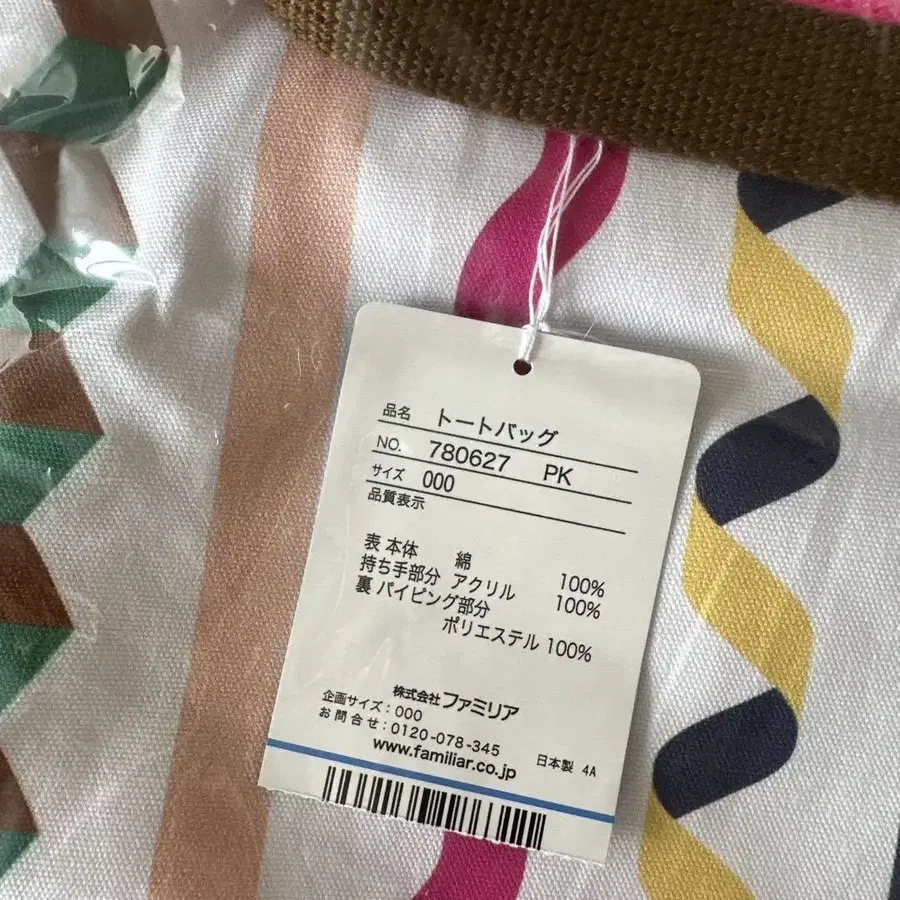 品名 トートバッグ
NO. 780627 PK
サイズ 000
品質表示
表 本体 綿 100%
持ち手部分 アクリル 100%
裏 パイピング部分
ポリエステル 100%
株式会社ファミリア
企画サイズ：000
お問合せ：0120-078-345
www.familiar.co.jp 日本製 4A